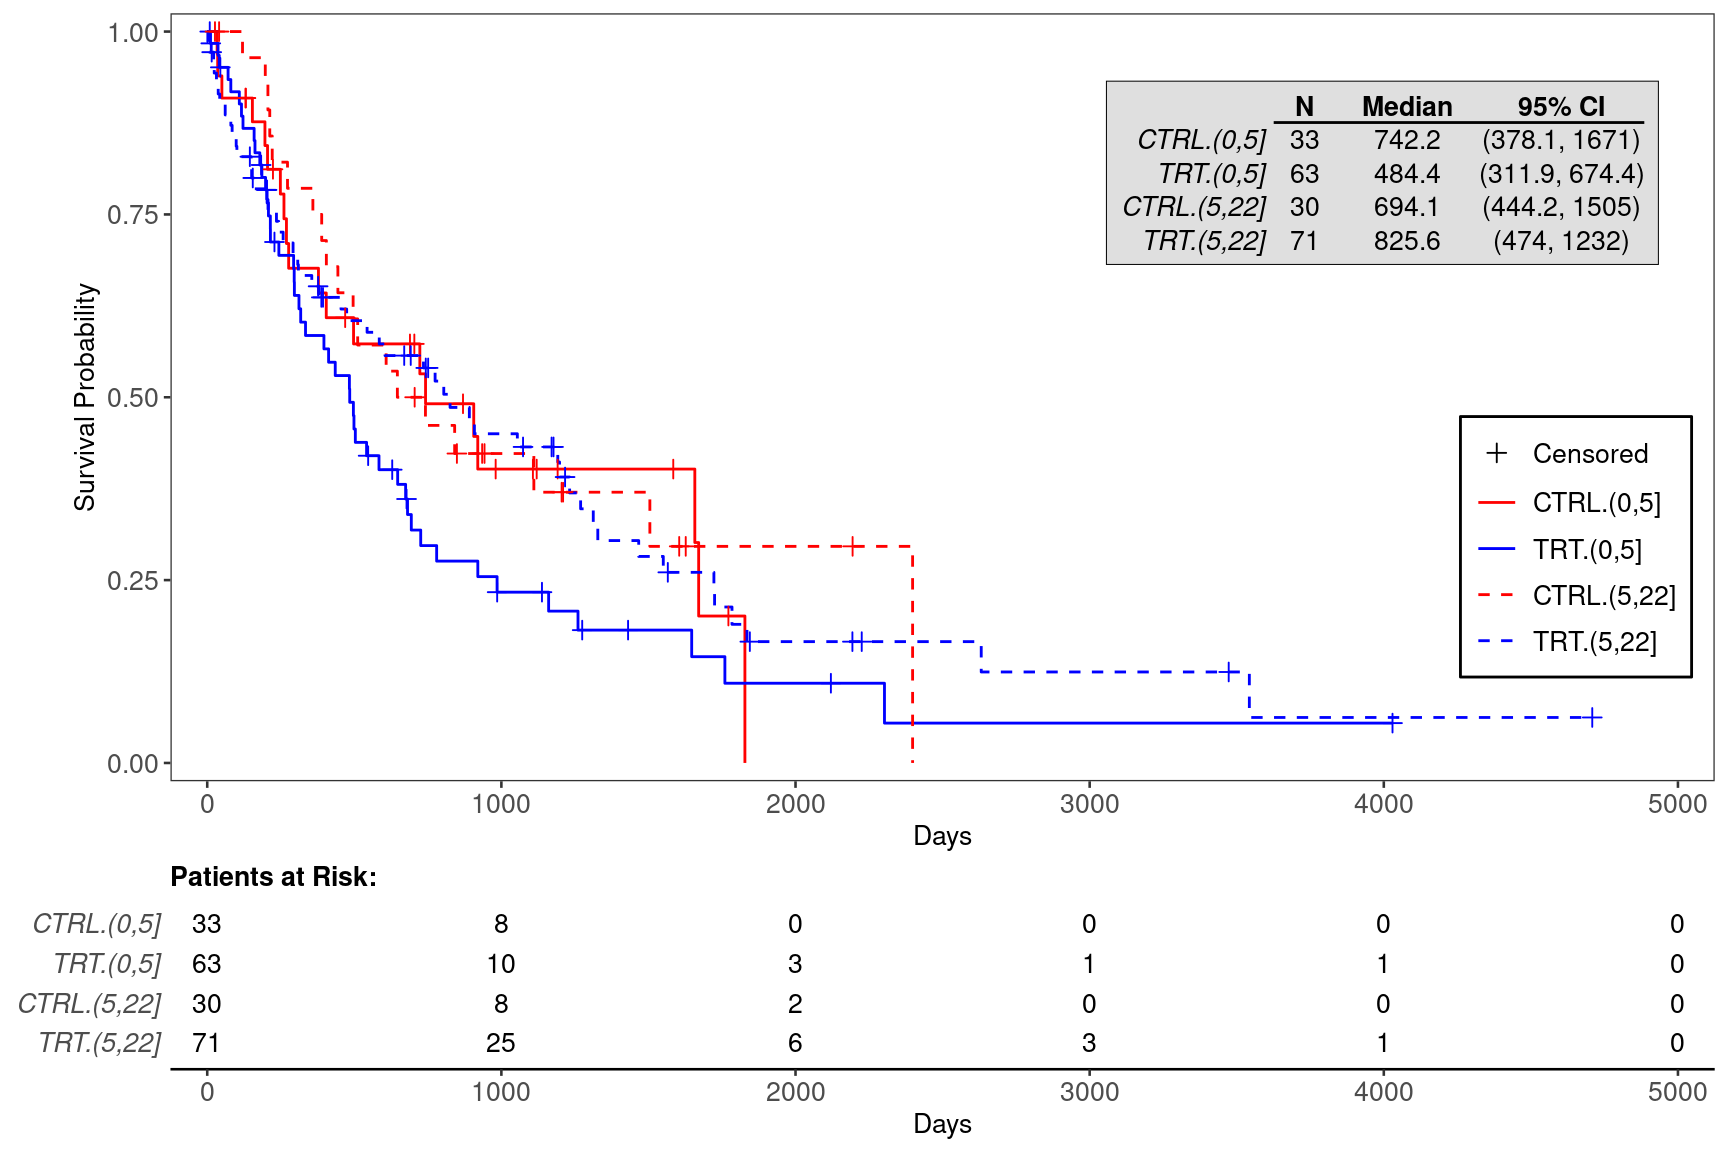 1.00
0.75
0.50
0.25
0.00
Survival Probability
N Median 95% CI
CTRL.(0,5] 33 742.2 (378.1, 1671)
TRT.(0,5] 63 484.4 (311.9, 674.4)
CTRL.(5,22] 30 694.1 (444.2, 1505)
TRT.(5,22] 71 825.6 (474, 1232)
Censored
CTRL.(0,5]
TRT.(0,5]
CTRL.(5,22]
TRT.(5,22]
0 1000 2000 3000 4000 5000
Days
Patients at Risk:
CTRL.(0,5] 33 8 0 0 0 0
TRT.(0,5] 63 10 3 1 1 0
CTRL.(5,22] 30 8 2 0 0 0
TRT.(5,22] 71 25 6 3 1 0
0 1000 2000 3000 4000 5000
Days